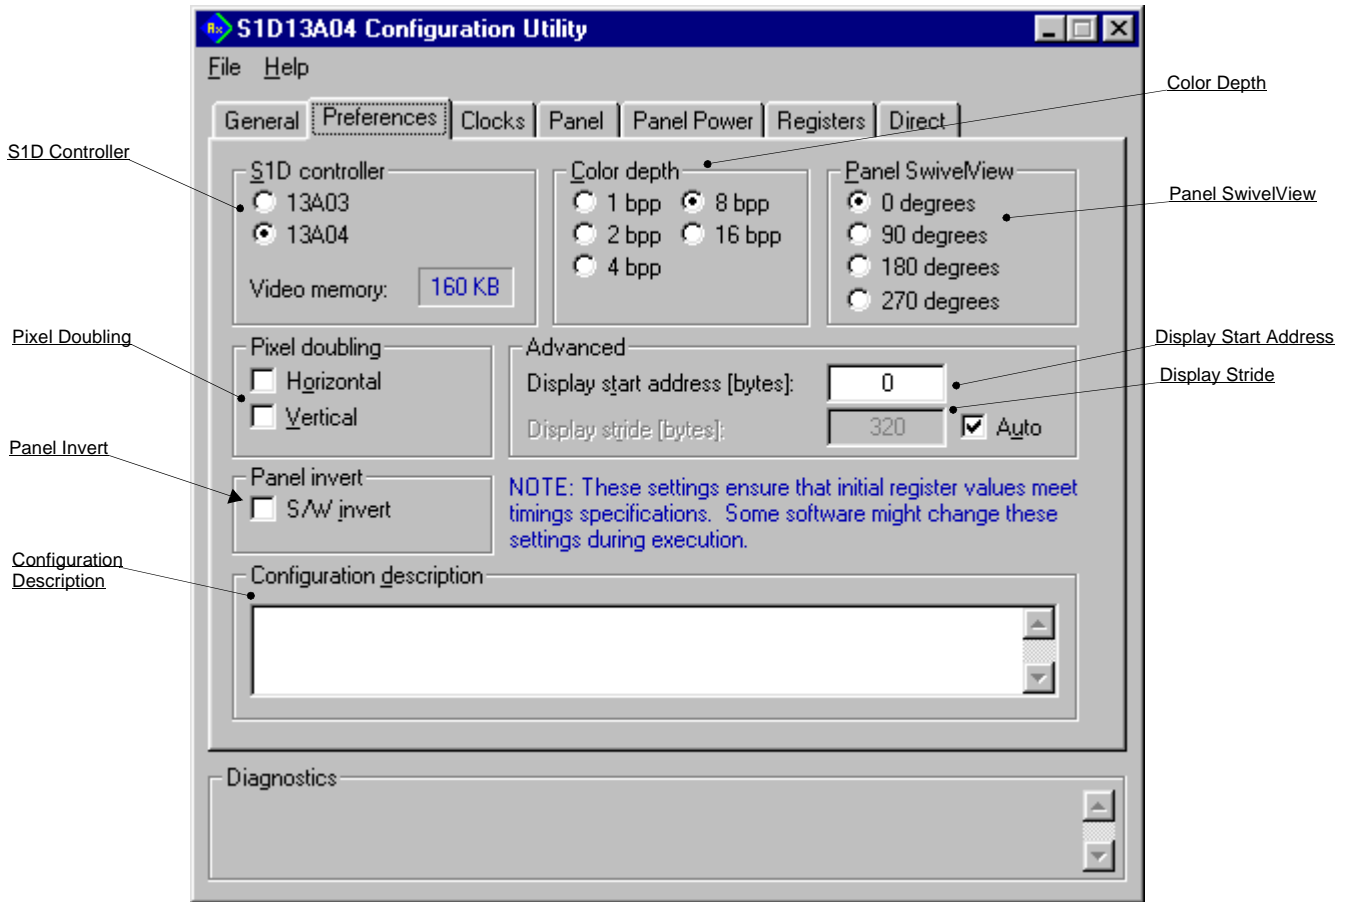 S1D13A04 Configuration Utility
File Help
General Preferences Clocks Panel Panel Power Registers Direct
Color Depth
S1D Controller
S1D controller
13A03
13A04
Video memory: 160 KB
Color depth
1 bpp 8 bpp
2 bpp 16 bpp
4 bpp
Panel SwivelView
0 degrees
90 degrees
180 degrees
270 degrees
Panel SwivelView
Pixel Doubling
Pixel doubling
Horizontal
Vertical
Advanced
Display start address [bytes]: 0
Display stride [bytes]: 320 Auto
Display Start Address
Display Stride
Panel Invert
Panel invert
S/W invert
NOTE: These settings ensure that initial register values meet
timings specifications. Some software might change these
settings during execution.
Configuration
Description
Configuration description
Diagnostics